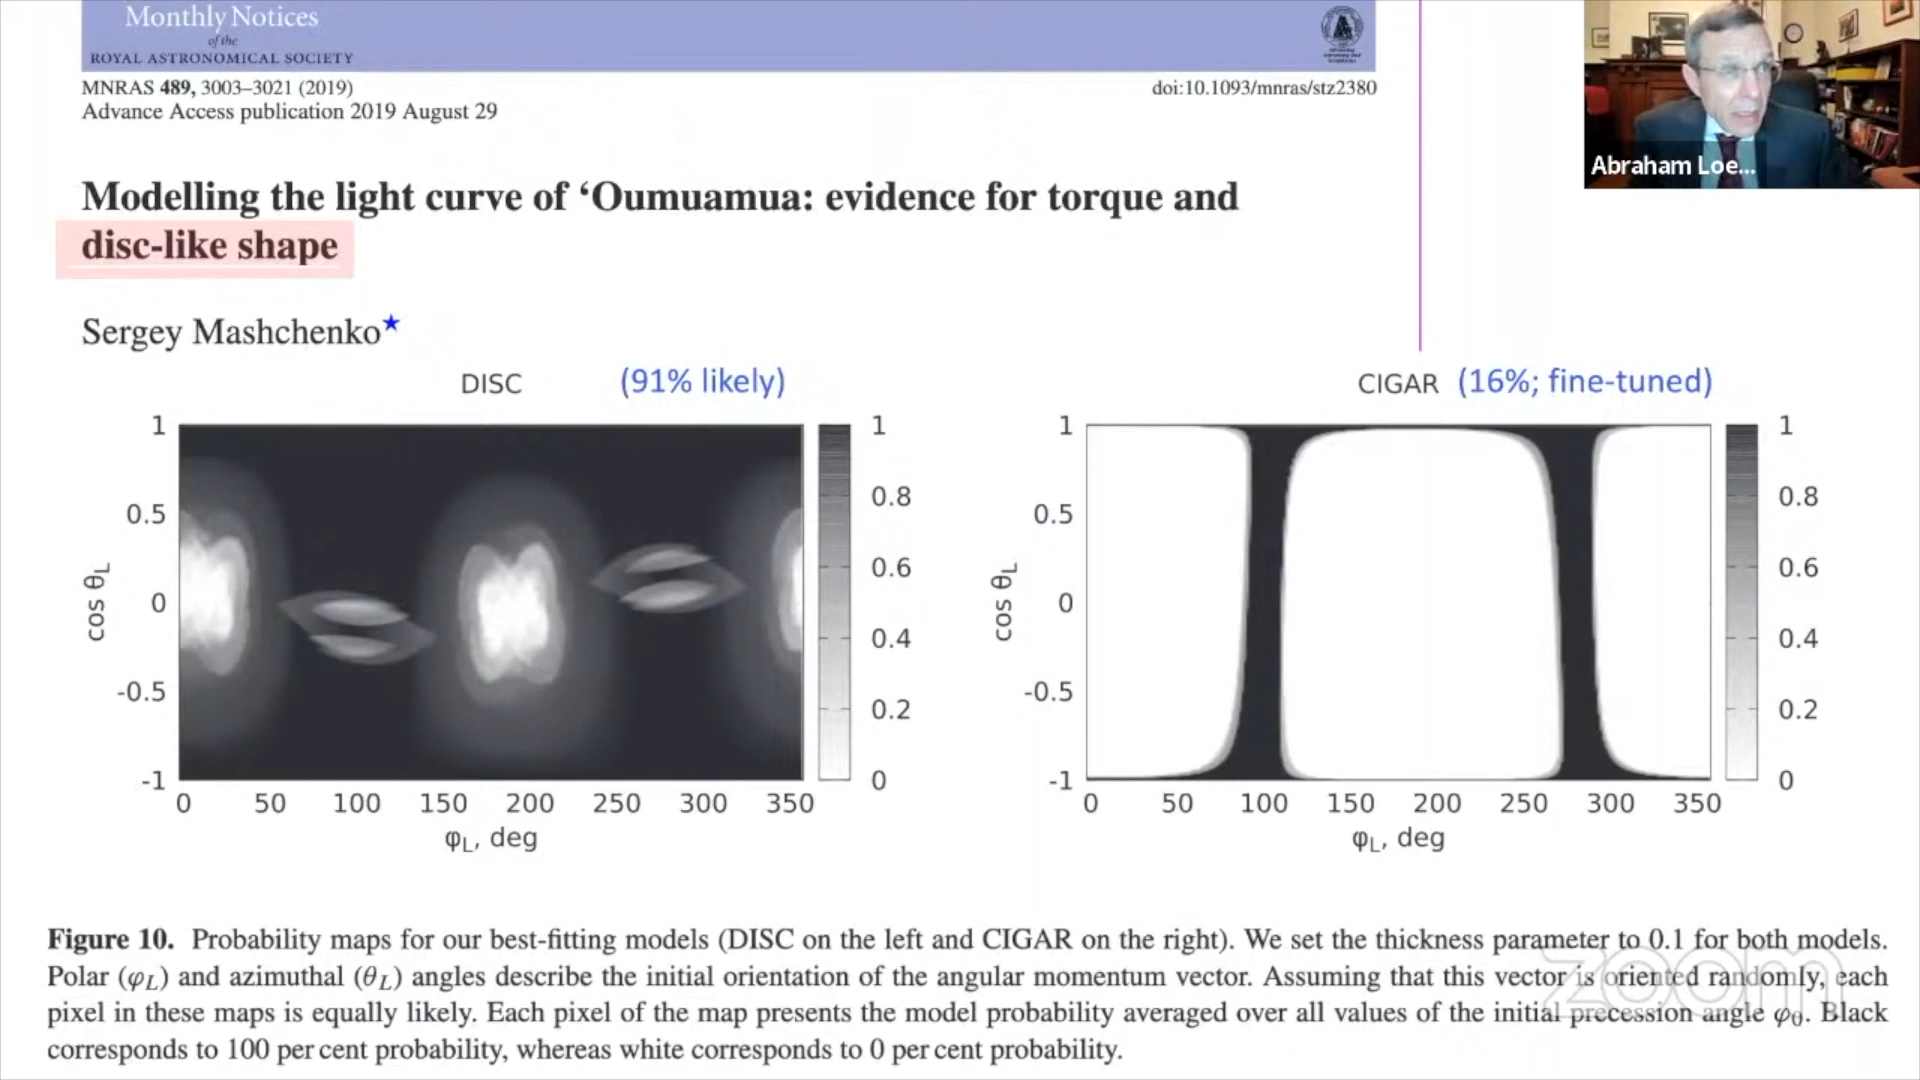 Monthly Notices
of the
ROYAL ASTRONOMICAL SOCIETY
MNRAS 489, 3003–3021 (2019)
doi:10.1093/mnras/stz2380
Advance Access publication 2019 August 29
Abraham Loe...
Modelling the light curve of ‘Oumuamua: evidence for torque and
disc-like shape
Sergey Mashchenko★
DISC (91% likely)
CIGAR (16%; fine-tuned)
1
0.5
0
-0.5
-1
cos θL
0 50 100 150 200 250 300 350
φL, deg
1
0.8
0.6
0.4
0.2
0
1
0.5
0
-0.5
-1
cos θL
0 50 100 150 200 250 300 350
φL, deg
1
0.8
0.6
0.4
0.2
0
Figure 10. Probability maps for our best-fitting models (DISC on the left and CIGAR on the right). We set the thickness parameter to 0.1 for both models.
Polar (φL) and azimuthal (θL) angles describe the initial orientation of the angular momentum vector. Assuming that this vector is oriented randomly, each
pixel in these maps is equally likely. Each pixel of the map presents the model probability averaged over all values of the initial precession angle φ0. Black
corresponds to 100 per cent probability, whereas white corresponds to 0 per cent probability.
zoom